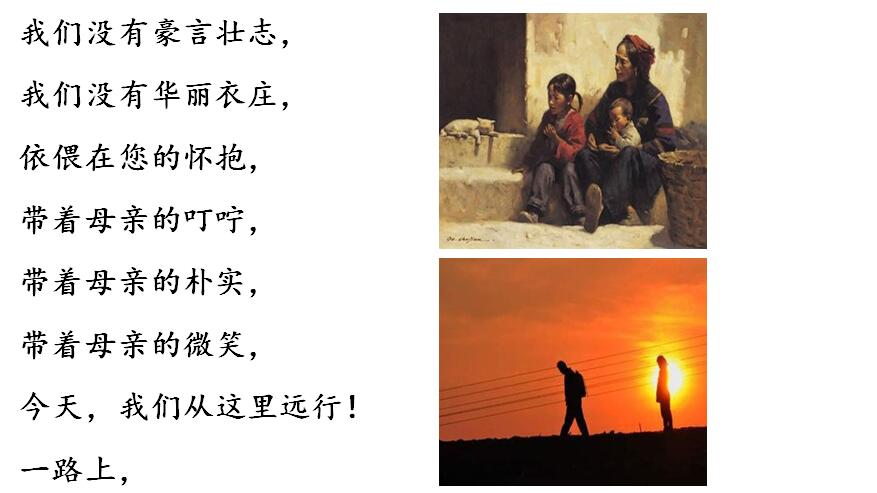 我们没有豪言壮志，
我们没有华丽衣庄，
依偎在您的怀抱，
带着母亲的叮咛，
带着母亲的朴实，
带着母亲的微笑，
今天，我们从这里远行！
一路上，